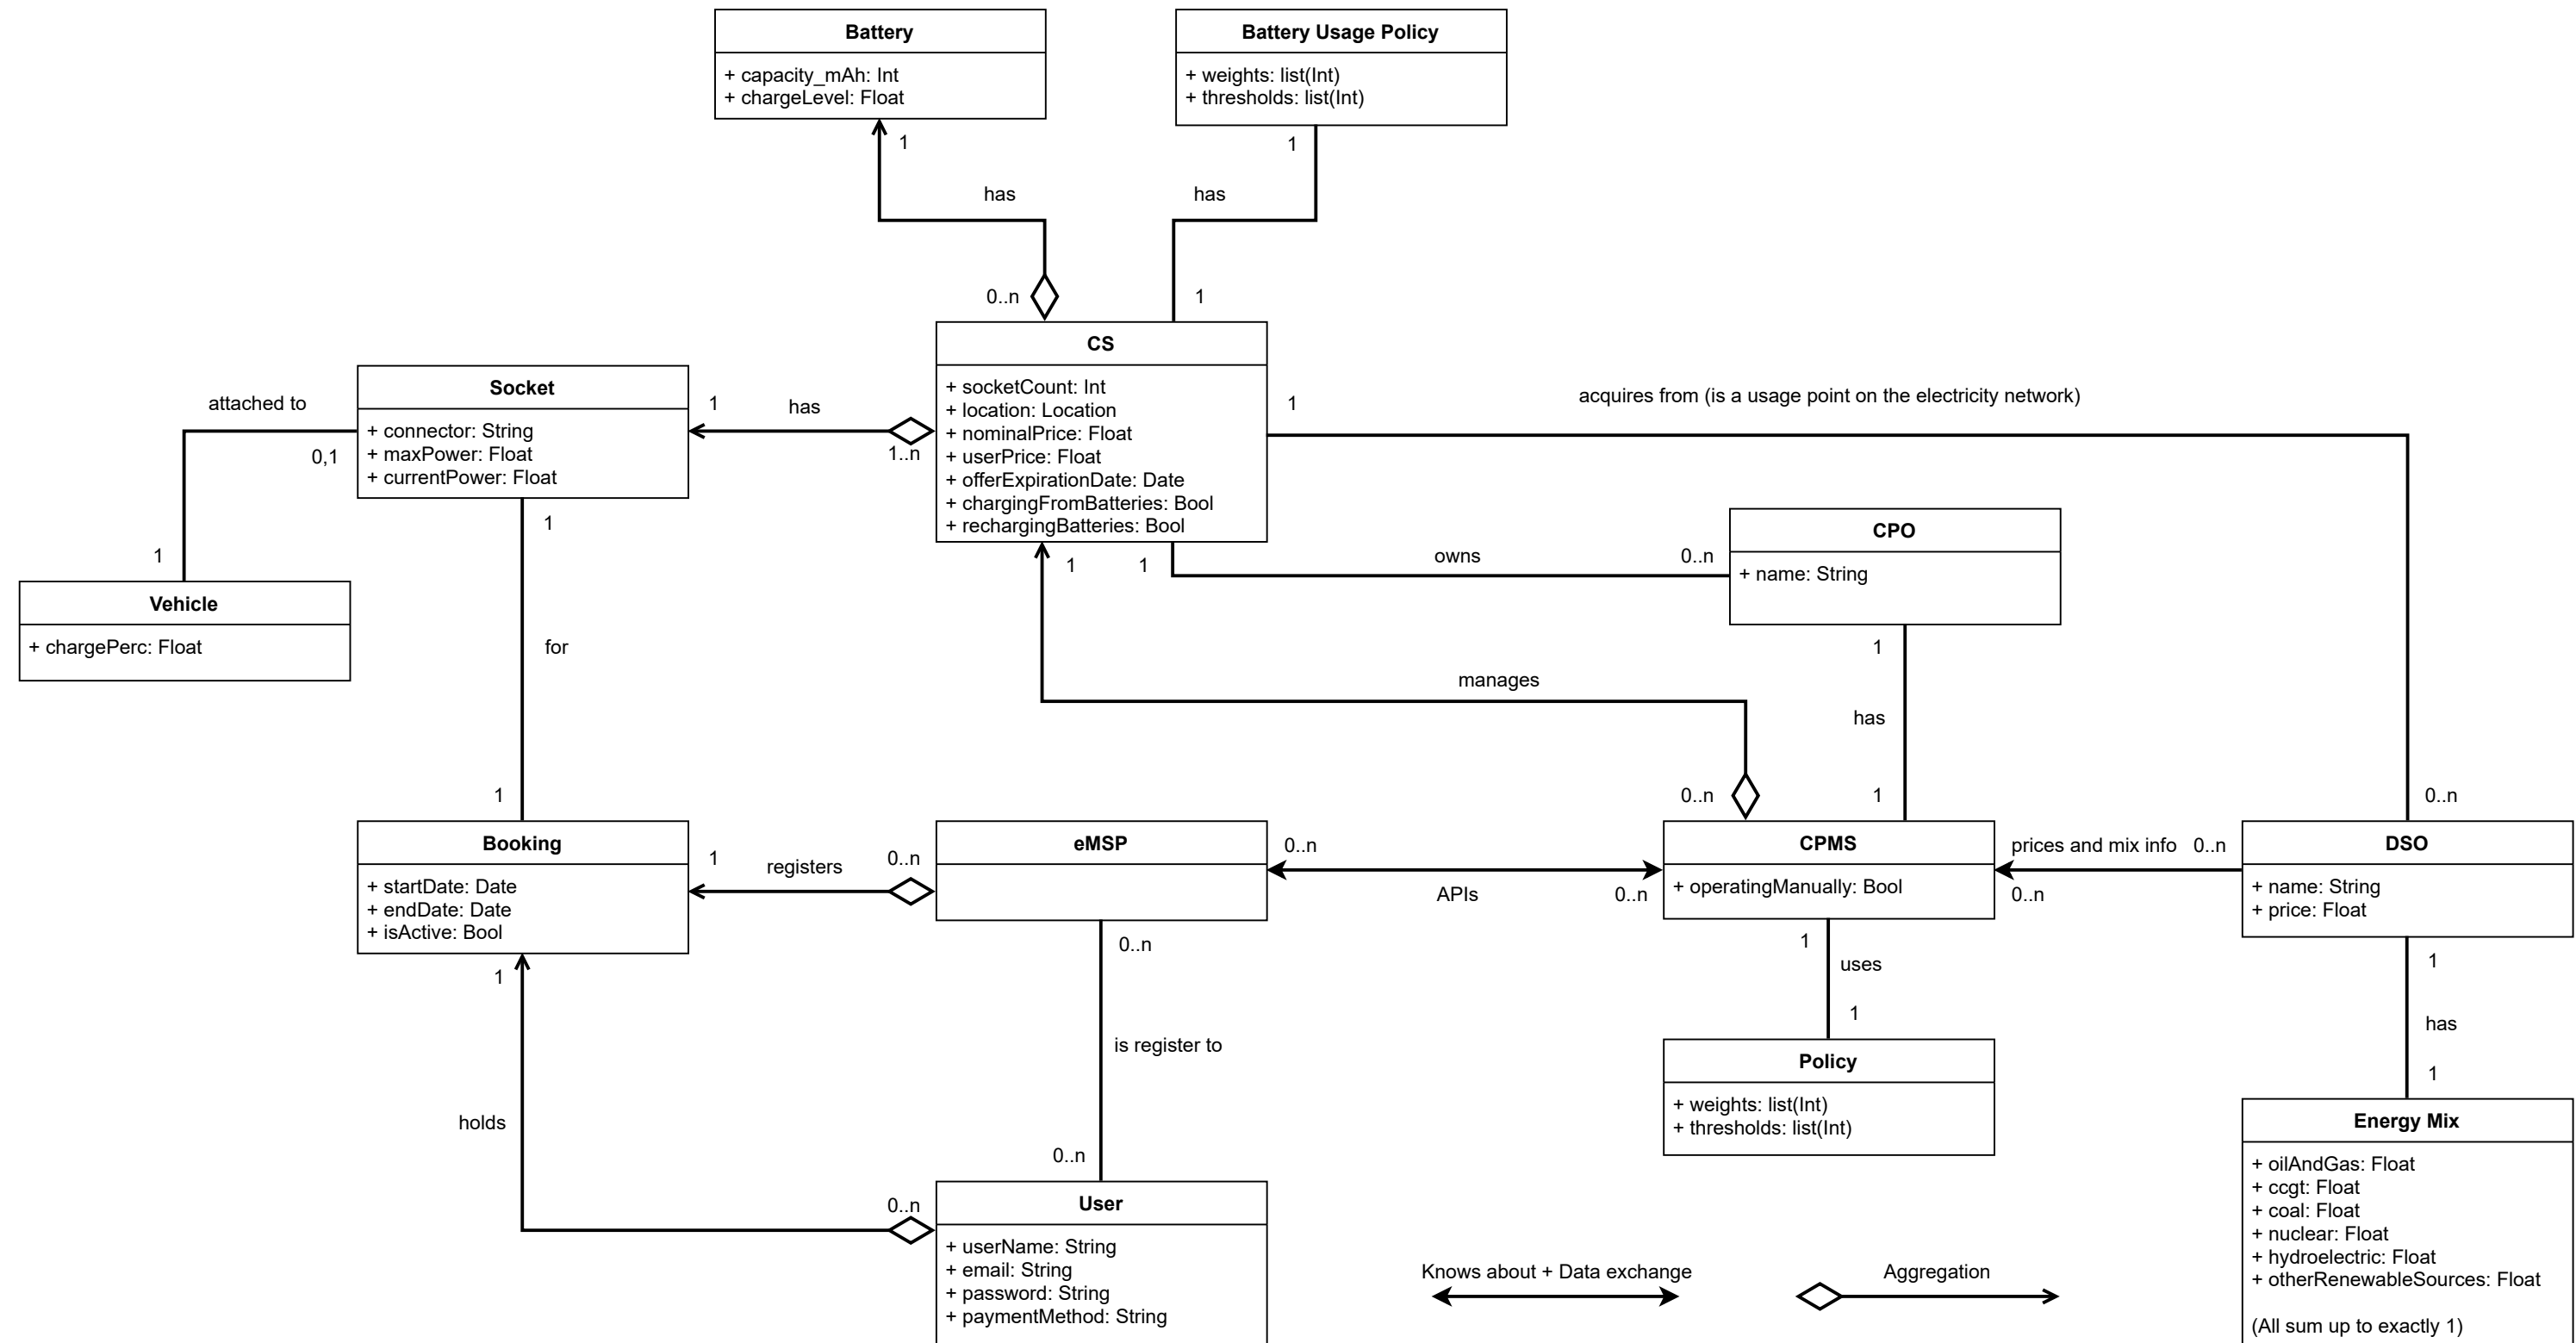 Battery
+ capacity_mAh: Int
+ chargeLevel: Float
Battery Usage Policy
+ weights: list(Int)
+ thresholds: list(Int)
1
1
has
has
0..n
1
CS
+ socketCount: Int
+ location: Location
+ nominalPrice: Float
+ userPrice: Float
+ offerExpirationDate: Date
+ chargingFromBatteries: Bool
+ rechargingBatteries: Bool
Socket
+ connector: String
+ maxPower: Float
+ currentPower: Float
attached to
0,1
1
1
has
1..n
1
acquires from (is a usage point on the electricity network)
Vehicle
+ chargePerc: Float
1
for
1
1
1
owns
0..n
CPO
+ name: String
manages
1
has
0..n
1
0..n
Booking
+ startDate: Date
+ endDate: Date
+ isActive: Bool
1
registers
0..n
eMSP
0..n
APIs
0..n
CPMS
+ operatingManually: Bool
prices and mix info
0..n
0..n
DSO
+ name: String
+ price: Float
1
0..n
is register to
0..n
holds
0..n
1
uses
1
Policy
+ weights: list(Int)
+ thresholds: list(Int)
1
has
1
Energy Mix
+ oilAndGas: Float
+ ccgt: Float
+ coal: Float
+ nuclear: Float
+ hydroelectric: Float
+ otherRenewableSources: Float
(All sum up to exactly 1)
User
+ userName: String
+ email: String
+ password: String
+ paymentMethod: String
Knows about + Data exchange
Aggregation